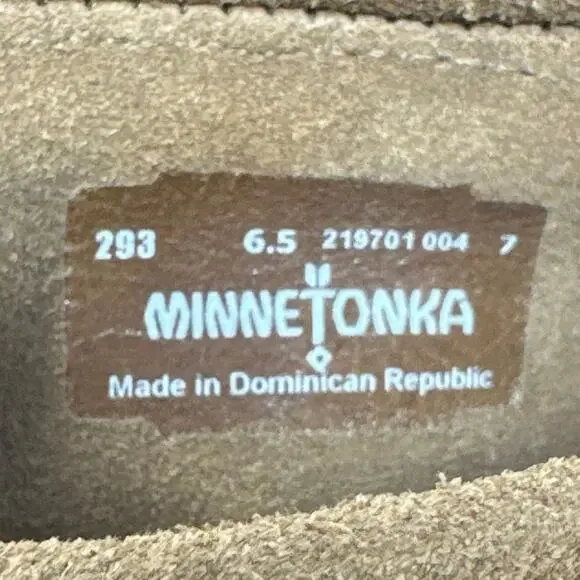 293 6.5 219701 004 7
MINNETONKA
Made in Dominican Republic